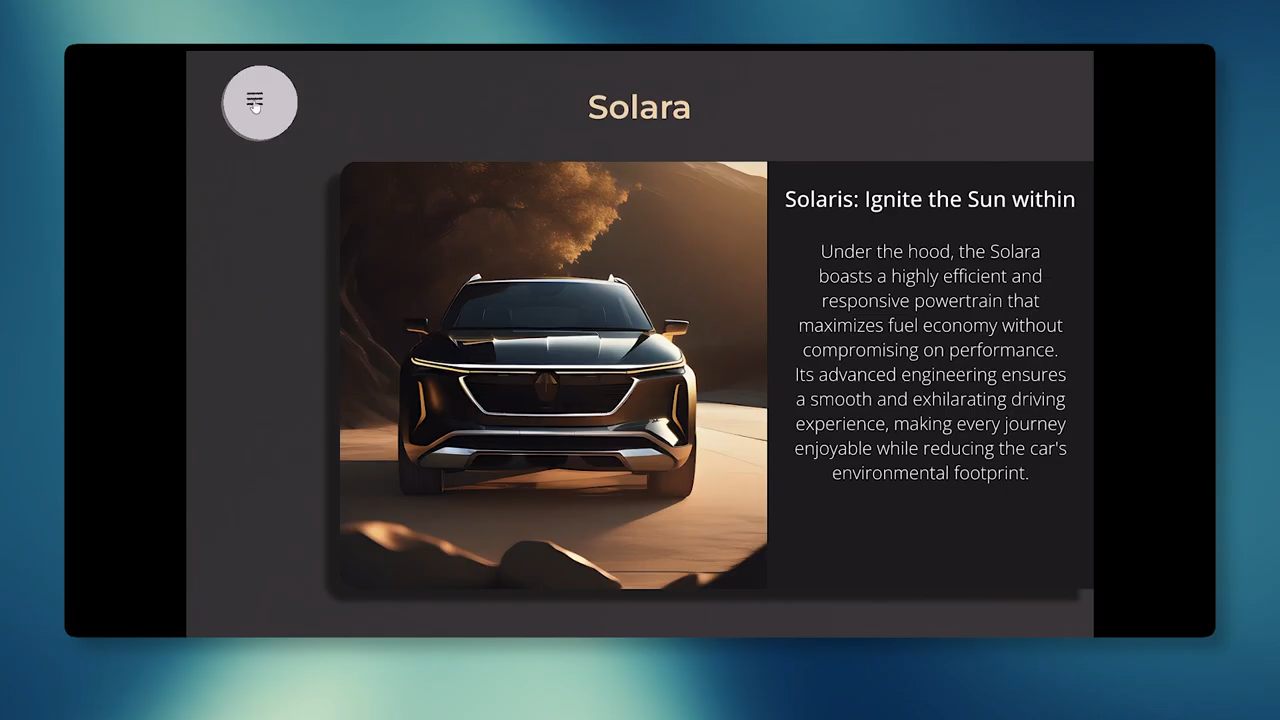 Solara
Solaris: Ignite the Sun within
Under the hood, the Solara
boasts a highly efficient and
responsive powertrain that
maximizes fuel economy without
compromising on performance.
Its advanced engineering ensures
a smooth and exhilarating driving
experience, making every journey
enjoyable while reducing the car's
environmental footprint.